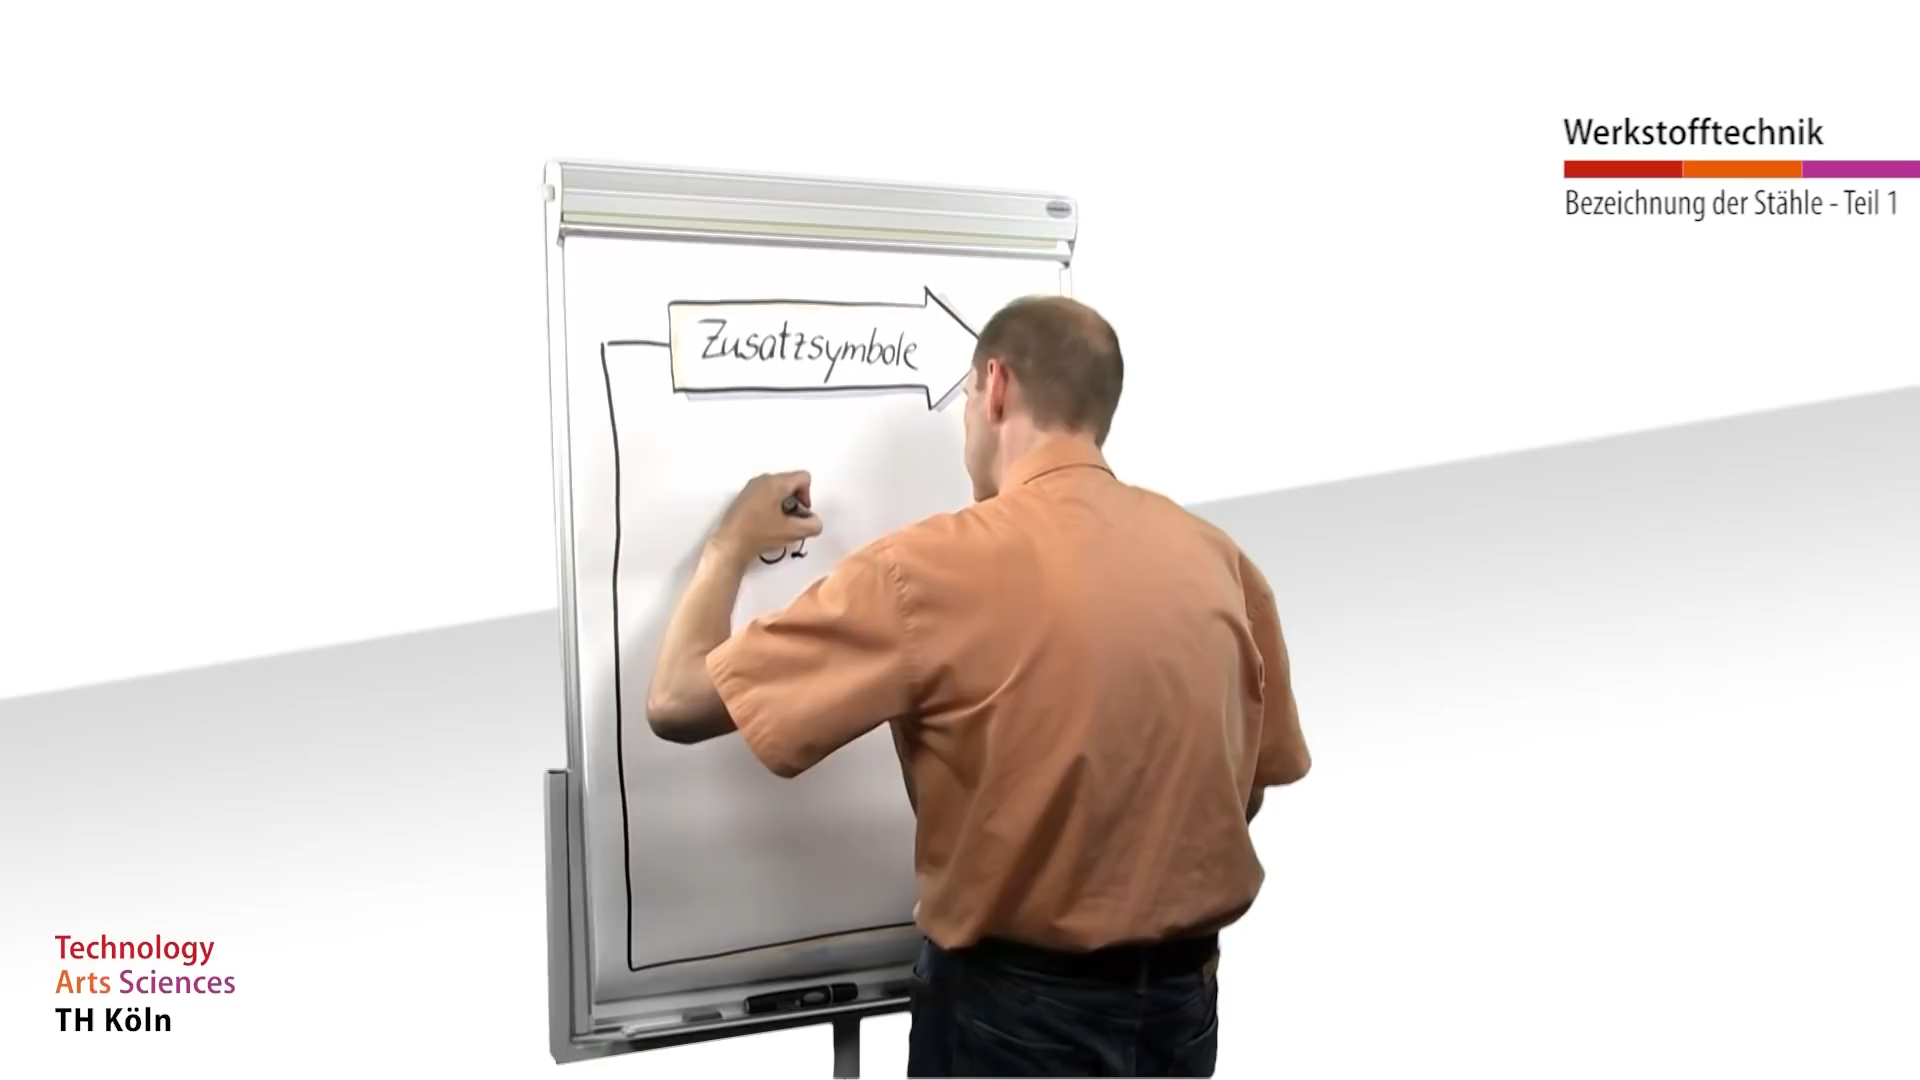 Werkstofftechnik
Bezeichnung der Stähle - Teil 1
Zusatzsymbole
Technology
Arts Sciences
TH Köln